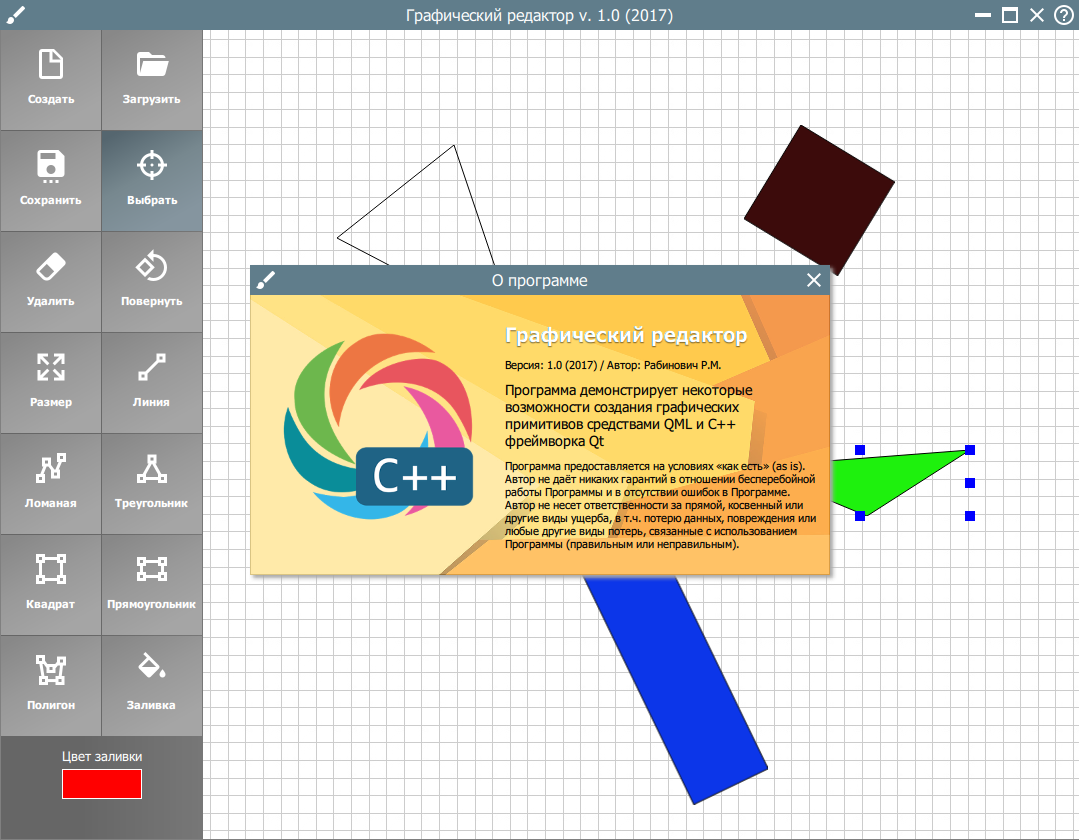 Графический редактор v. 1.0 (2017)
Создать
Загрузить
Сохранить
Выбрать
Удалить
Повернуть
Размер
Линия
Ломаная
Треугольник
Квадрат
Прямоугольник
Полигон
Заливка
Цвет заливки
О программе
C++
Графический редактор
Версия: 1.0 (2017) / Автор: Рабинович Р.М.
Программа демонстрирует некоторые
возможности создания графических
примитивов средствами QML и C++
фреймворка Qt
Программа предоставляется на условиях «как есть» (as is).
Автор не даёт никаких гарантий в отношении бесперебойной
работы Программы и в отсутствии ошибок в Программе.
Автор не несет ответственности за прямой, косвенный или
другие виды ущерба, в т.ч. потерю данных, повреждения или
любые другие виды потерь, связанные с использованием
Программы (правильным или неправильным).